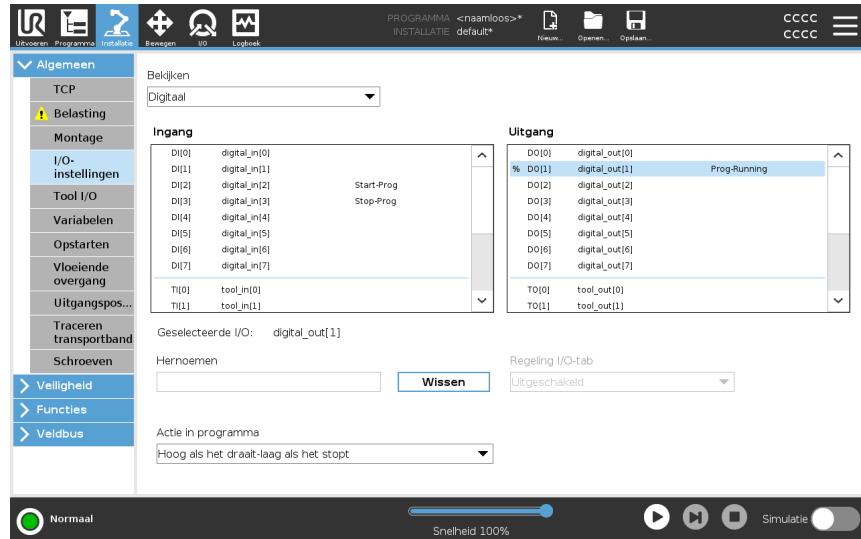 UR
PROGRAMMA <naamloos>*
INSTALLATIE default*
CCCC
CCCC
Uitvoeren Programma Installatie Bewegen I/O Logboek Nieuw... Openen... Opslaan...
Algemeen
TCP
Belasting
Montage
I/O-
instellingen
Tool I/O
Variabelen
Opstarten
Vloeiende
overgang
Uitgangspos...
Traceren
transportband
Schroeven
Veiligheid
Functies
Veldbus
Bekijken
Digitaal
Ingang
DI[0] digital_in[0]
DI[1] digital_in[1]
DI[2] digital_in[2] Start-Prog
DI[3] digital_in[3] Stop-Prog
DI[4] digital_in[4]
DI[5] digital_in[5]
DI[6] digital_in[6]
DI[7] digital_in[7]
TI[0] tool_in[0]
TI[1] tool_in[1]
Uitgang
DO[0] digital_out[0]
% DO[1] digital_out[1] Prog-Running
DO[2] digital_out[2]
DO[3] digital_out[3]
DO[4] digital_out[4]
DO[5] digital_out[5]
DO[6] digital_out[6]
DO[7] digital_out[7]
TO[0] tool_out[0]
TO[1] tool_out[1]
Geselecteerde I/O: digital_out[1]
Hernoemen
Wissen
Regeling I/O-tab
Uitgeschakeld
Actie in programma
Hoog als het draait-laag als het stopt
Normaal
Snelheid 100%
Simulatie